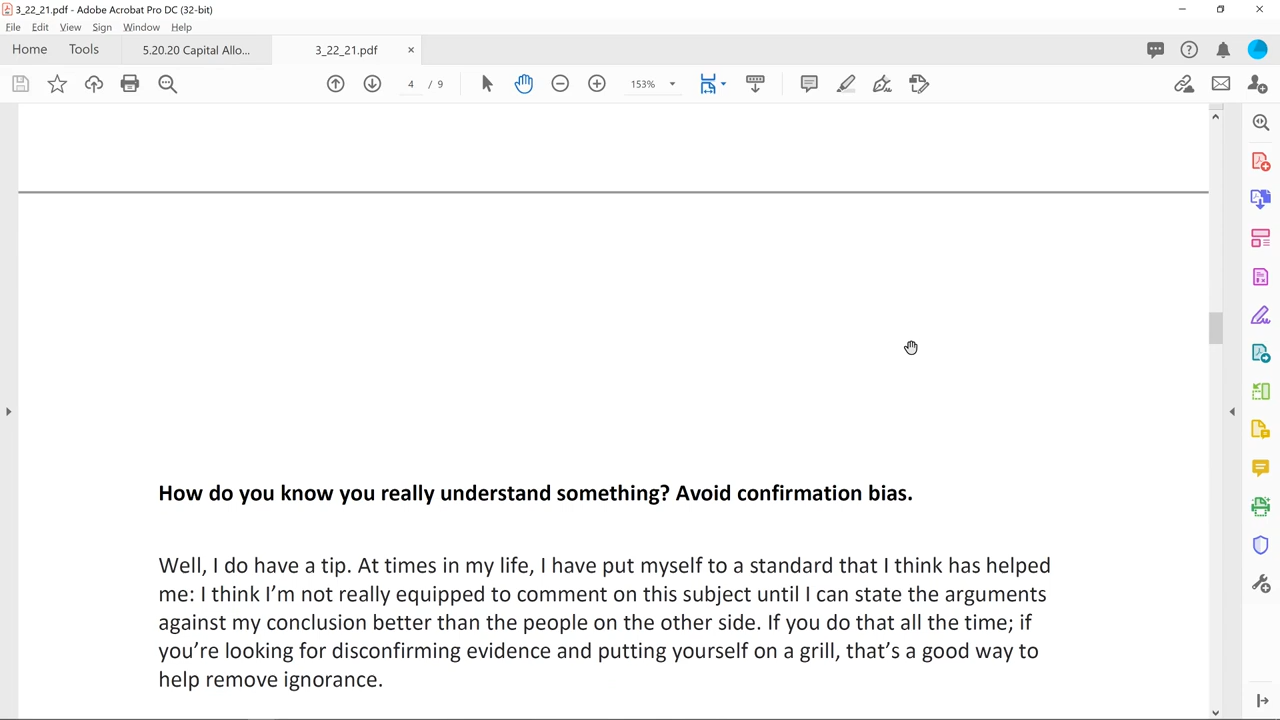 3_22_21.pdf - Adobe Acrobat Pro DC (32-bit)
File Edit View Sign Window Help
Home Tools 5.20.20 Capital Allo... 3_22_21.pdf ×
4 / 9 153%
How do you know you really understand something? Avoid confirmation bias.
Well, I do have a tip. At times in my life, I have put myself to a standard that I think has helped
me: I think I’m not really equipped to comment on this subject until I can state the arguments
against my conclusion better than the people on the other side. If you do that all the time; if
you’re looking for disconfirming evidence and putting yourself on a grill, that’s a good way to
help remove ignorance.